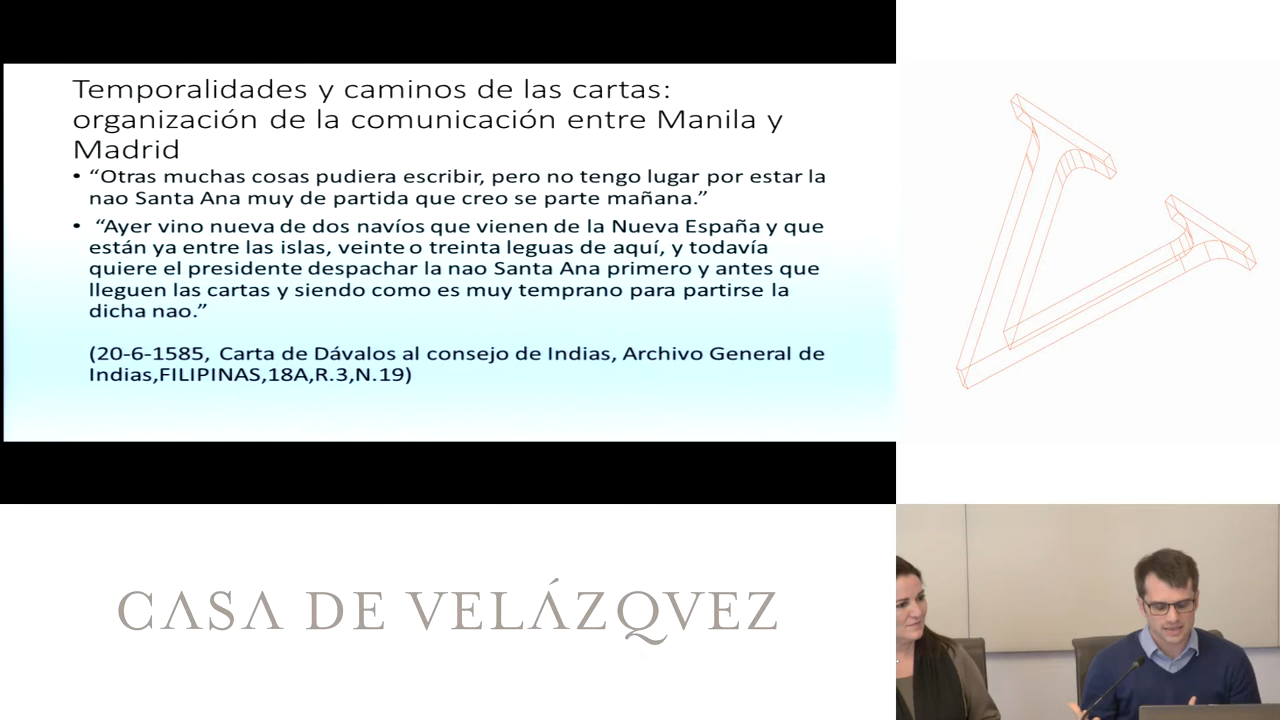 Temporalidades y caminos de las cartas:
organización de la comunicación entre Manila y
Madrid
• “Otras muchas cosas pudiera escribir, pero no tengo lugar por estar la
nao Santa Ana muy de partida que creo se parte mañana.”
• “Ayer vino nueva de dos navíos que vienen de la Nueva España y que
están ya entre las islas, veinte o treinta leguas de aquí, y todavía
quiere el presidente despachar la nao Santa Ana primero y antes que
lleguen las cartas y siendo como es muy temprano para partirse la
dicha nao.”
(20-6-1585, Carta de Dávalos al consejo de Indias, Archivo General de
Indias,FILIPINAS,18A,R.3,N.19)
CASA DE VELÁZQVEZ